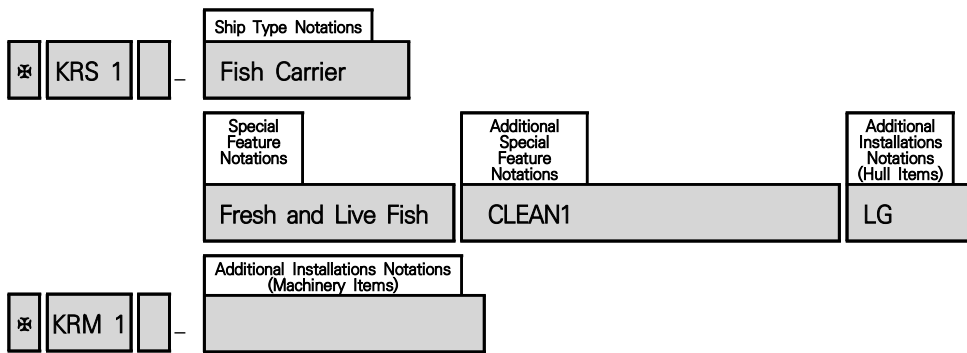 Ship Type Notations
✠ KRS 1 _ Fish Carrier
Special
Feature
Notations
Additional
Special
Feature
Notations
Additional
Installations
Notations
(Hull Items)
Fresh and Live Fish CLEAN1 LG
Additional Installations Notations
(Machinery Items)
✠ KRM 1 _